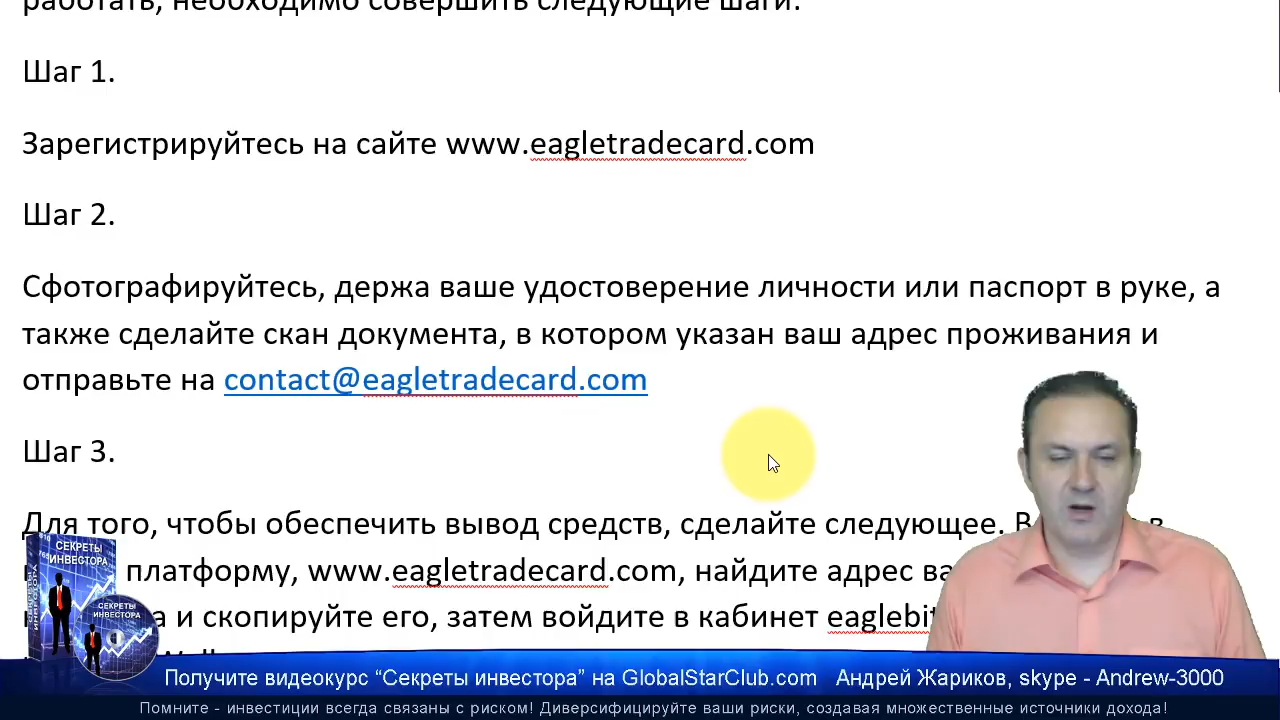 работать, необходимо совершить следующие шаги:
Шаг 1.
Зарегистрируйтесь на сайте www.eagletradecard.com
Шаг 2.
Сфотографируйтесь, держа ваше удостоверение личности или паспорт в руке, а
также сделайте скан документа, в котором указан ваш адрес проживания и
отправьте на contact@eagletradecard.com
Шаг 3.
Для того, чтобы обеспечить вывод средств, сделайте следующее.
платформу, www.eagletradecard.com, найдите адрес
и скопируйте его, затем войдите в кабинет
СЕКРЕТЫ
ИНВЕСТОРА
СЕКРЕТЫ
ИНВЕСТОРА
Получите видеокурс “Секреты инвестора” на GlobalStarClub.com Андрей Жариков, skype - Andrew-3000
Помните - инвестиции всегда связаны с риском! Диверсифицируйте ваши риски, создавая множественные источники дохода!